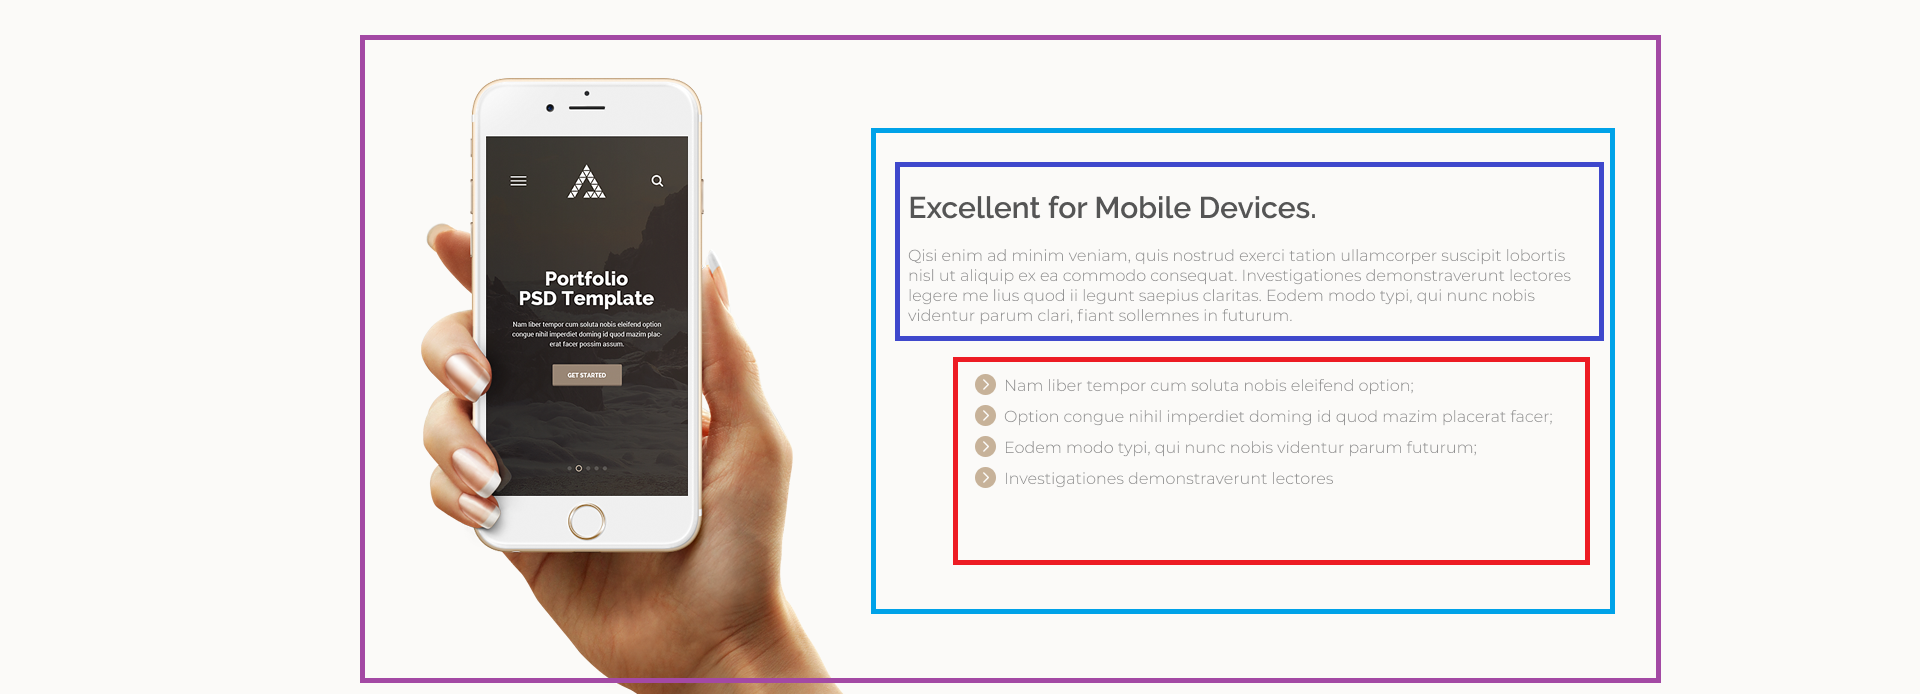 Portfolio
PSD Template
Nam liber tempor cum soluta nobis eleifend option
congue nihil imperdiet doming id quod mazim plac-
erat facer possim assum.
GET STARTED
Excellent for Mobile Devices.
Qisi enim ad minim veniam, quis nostrud exerci tation ullamcorper suscipit lobortis
nisl ut aliquip ex ea commodo consequat. Investigationes demonstraverunt lectores
legere me lius quod ii legunt saepius claritas. Eodem modo typi, qui nunc nobis
videntur parum clari, fiant sollemnes in futurum.
Nam liber tempor cum soluta nobis eleifend option;
Option congue nihil imperdiet doming id quod mazim placerat facer;
Eodem modo typi, qui nunc nobis videntur parum futurum;
Investigationes demonstraverunt lectores